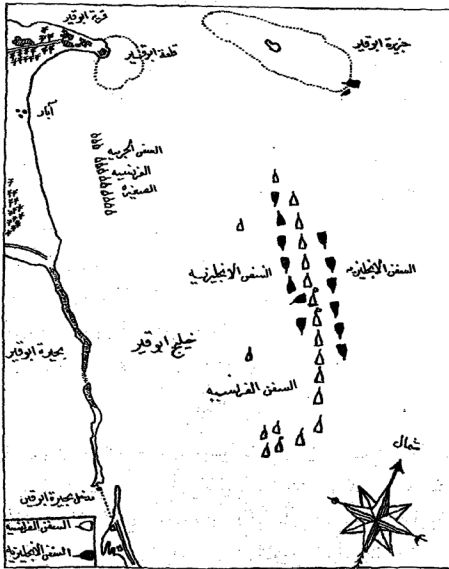 قرية ابوقير
قلعة ابوقير
جزيرة ابوقير
آبار
السفن الحربيه
الفرنسيه
الصغيره
السفن الانجليزيه
السفن الانجليزيه
خليج ابوقير
بحيرة ابوقير
السفن الفرنسيه
شمال
مدخل بحيرة ابوقير
السفن الفرنسيه
السفن الانجليزيه